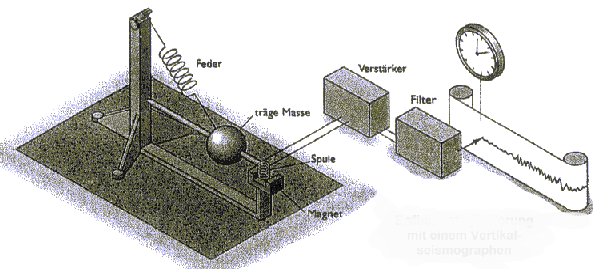 Feder
Verstärker
träge Masse
Filter
Spule
Magnet
mit einem Vertikal-
seismographen